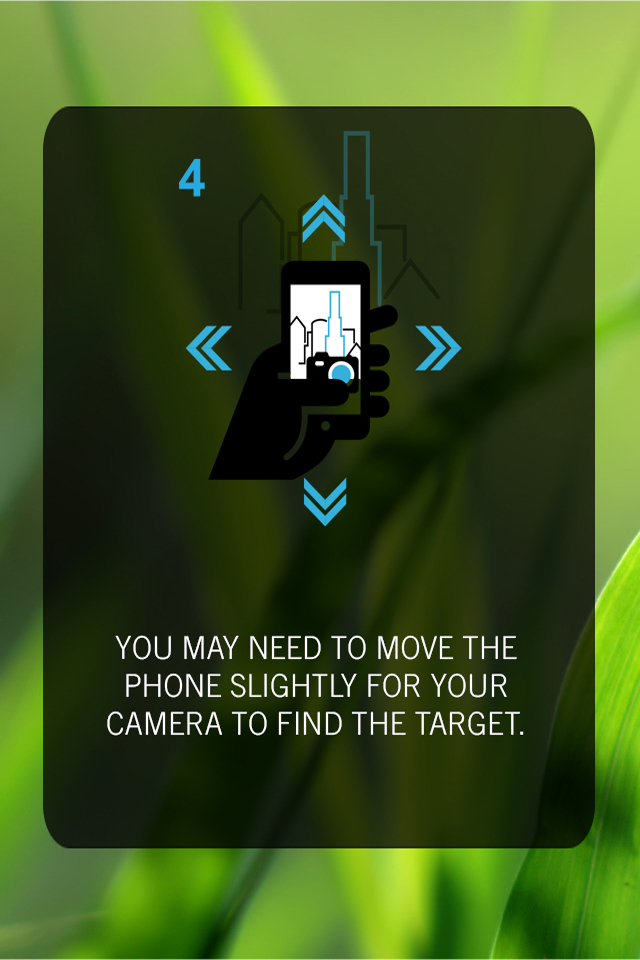 4
YOU MAY NEED TO MOVE THE
PHONE SLIGHTLY FOR YOUR
CAMERA TO FIND THE TARGET.